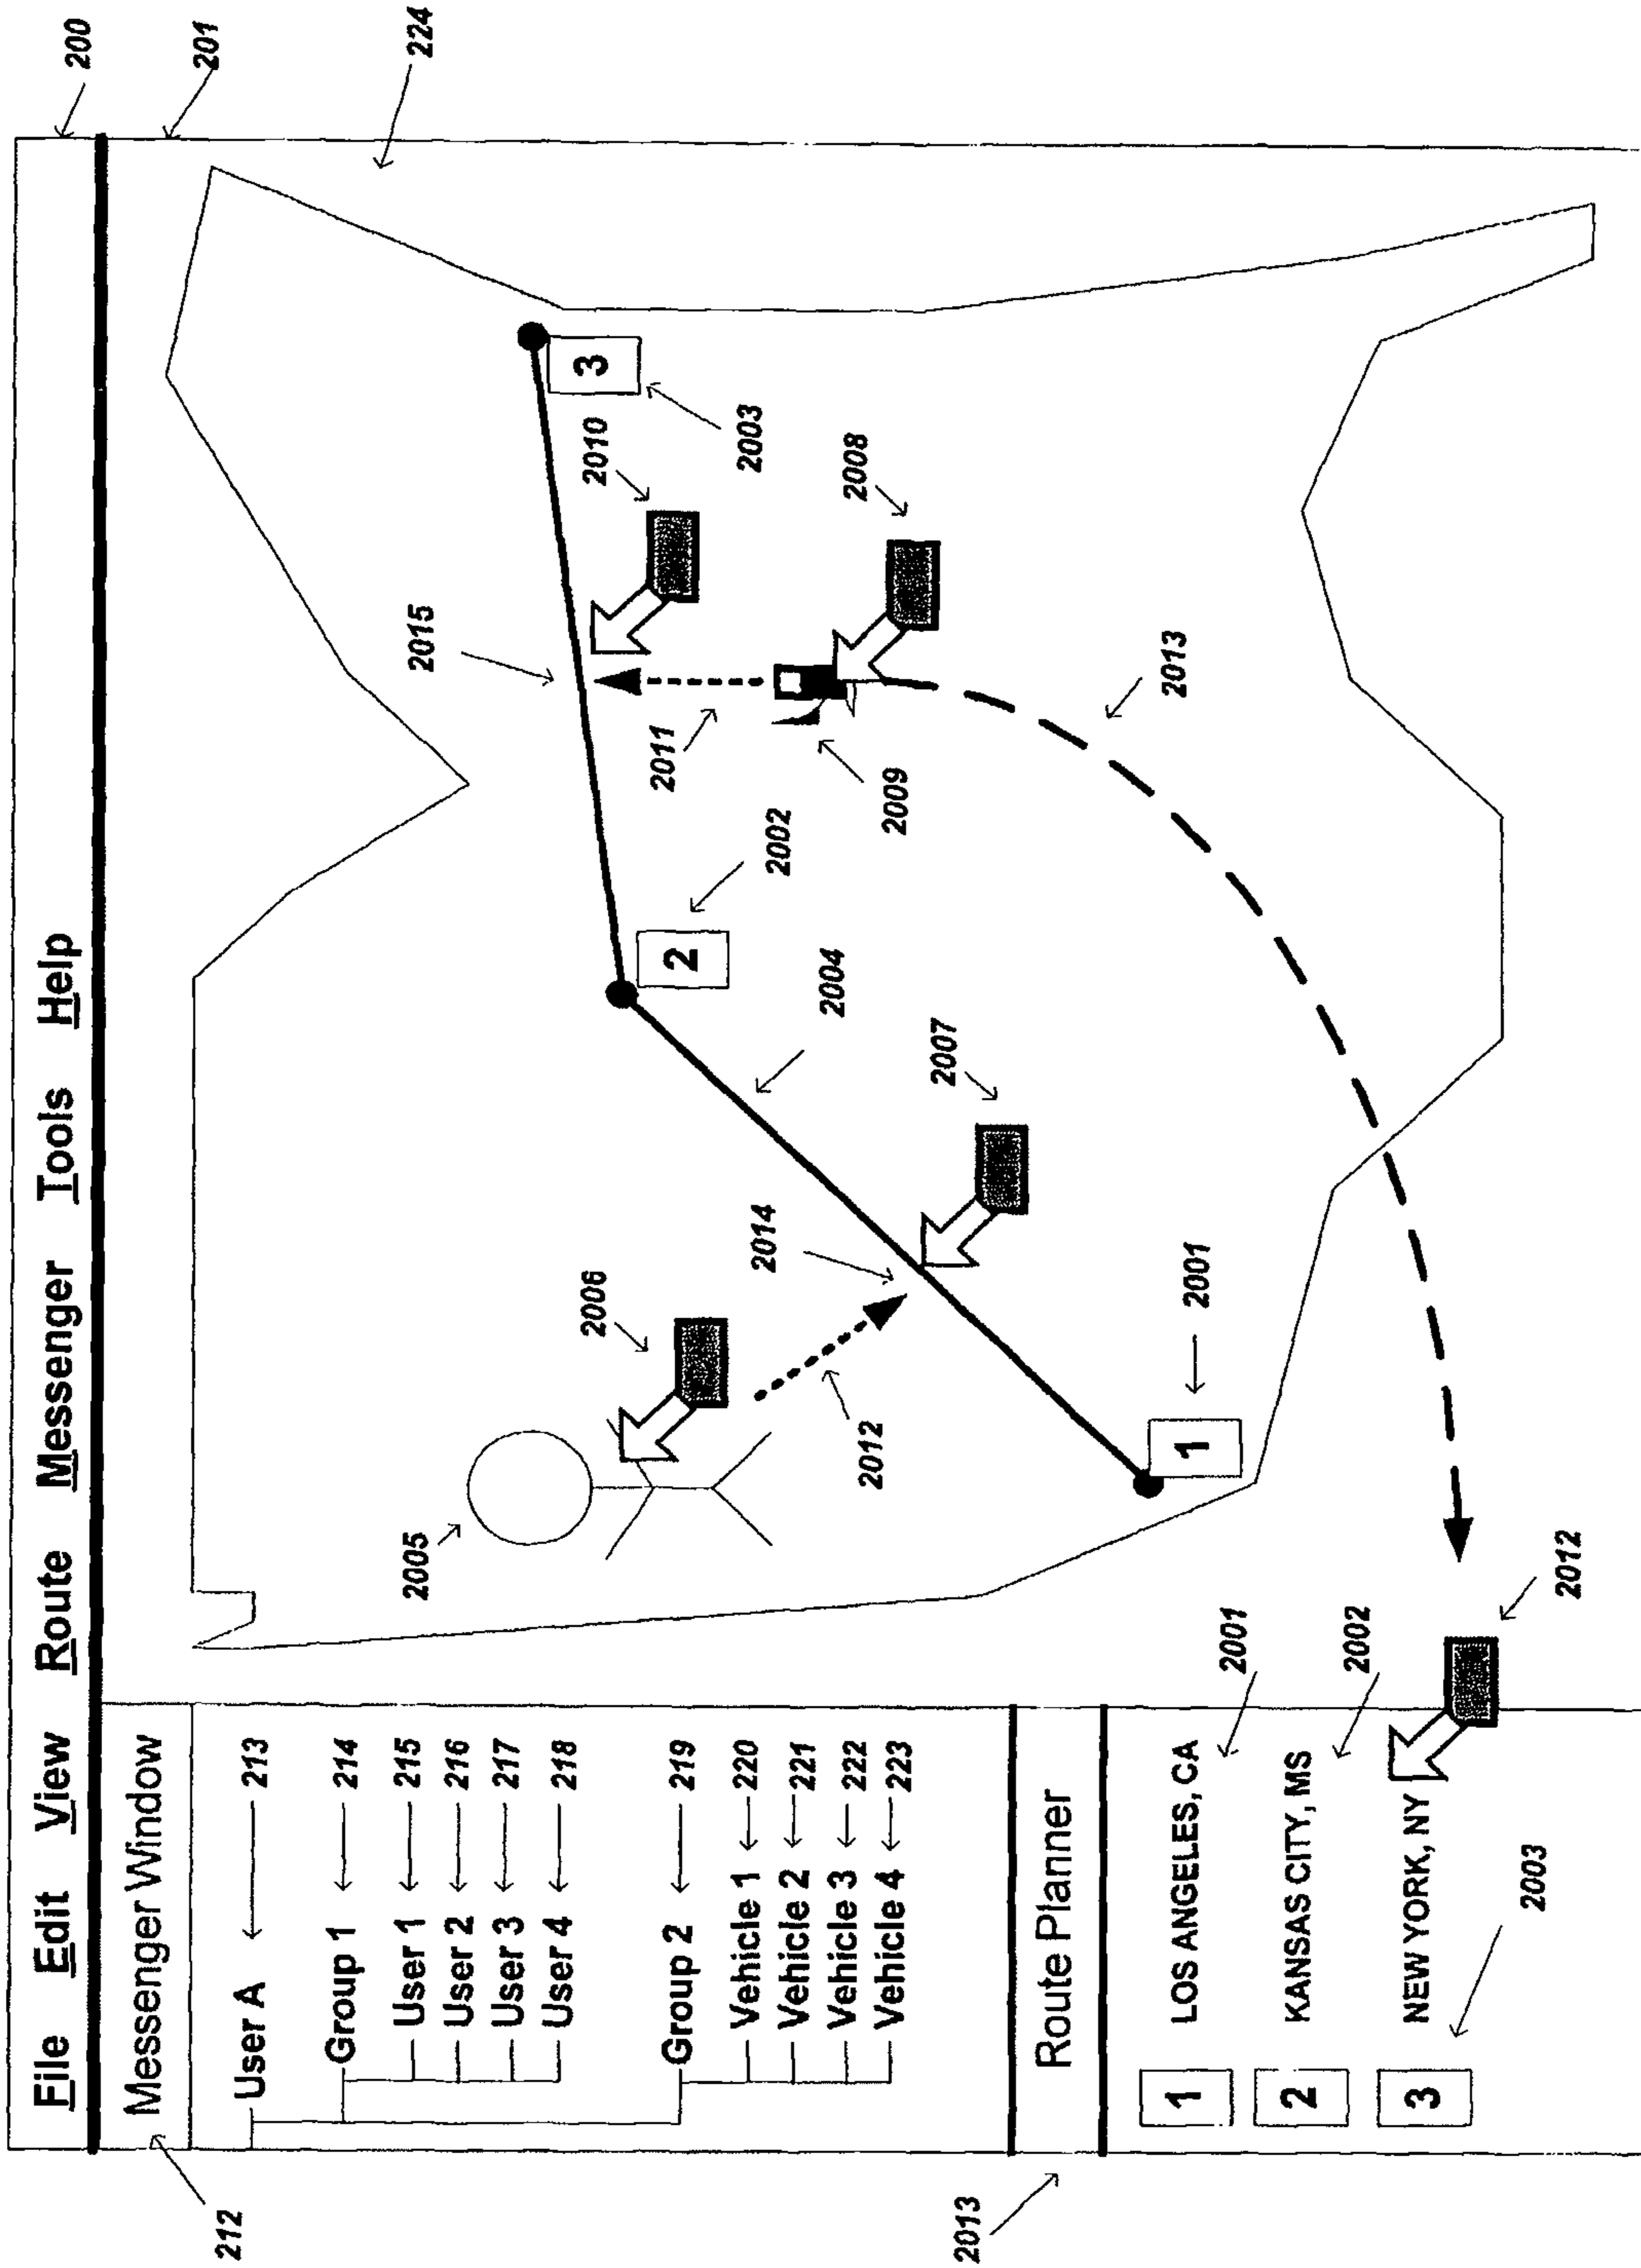 File Edit View Route Messenger Tools Help
200
201
224
212
Messenger Window
User A 213
Group 1 214
User 1 215
User 2 216
User 3 217
User 4 218
Group 2 219
Vehicle 1 220
Vehicle 2 221
Vehicle 3 222
Vehicle 4 223
2013
Route Planner
1 LOS ANGELES, CA 2001
2 KANSAS CITY, MS 2002
3 NEW YORK, NY
2003
2012
2005
2006
2012
2014
2007
1
2001
2004
2
2002
2015
2011
2009
2010
3
2003
2008
2013